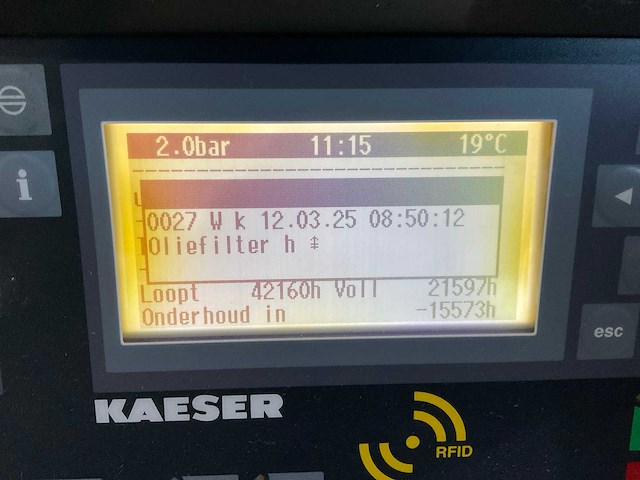 2.0bar 11:15 19°C
0027 W k 12.03.25 08:50:12
Oliefilter h ⇟
Loopt 42160h Voll 21597h
Onderhoud in -15573h
esc
KAESER
RFID